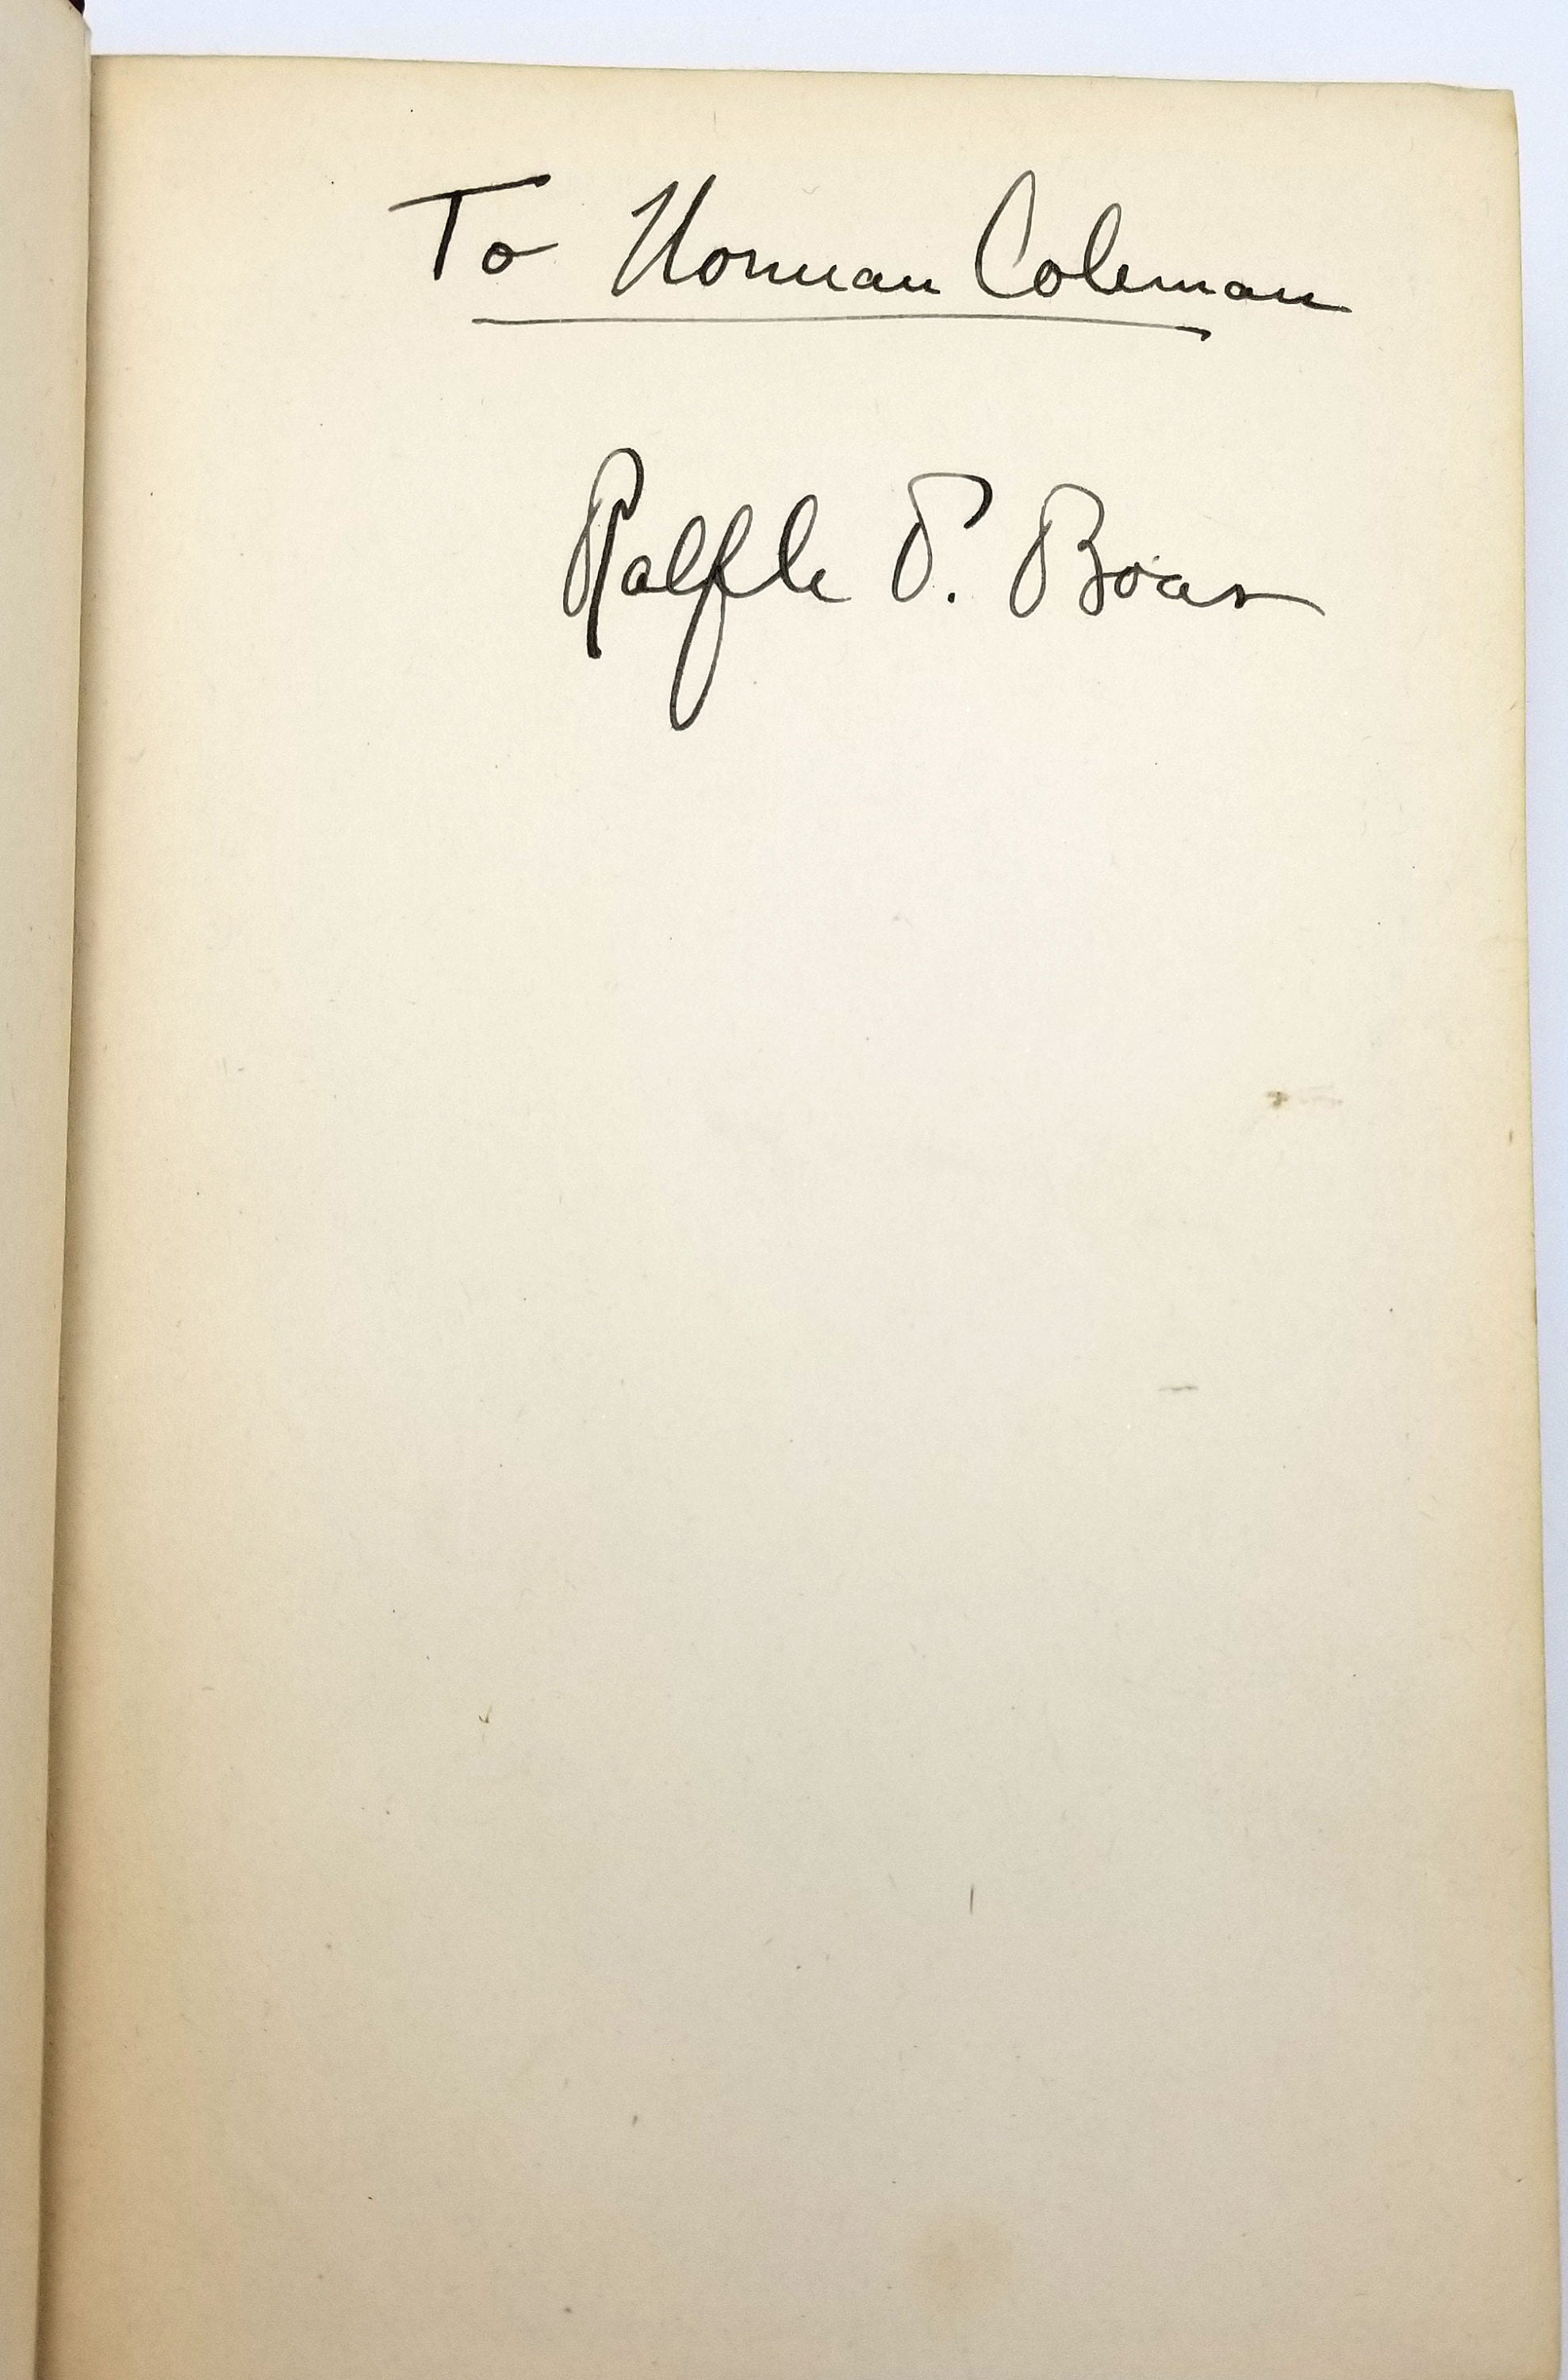 To Norman Coleman
Ralph P. Boas